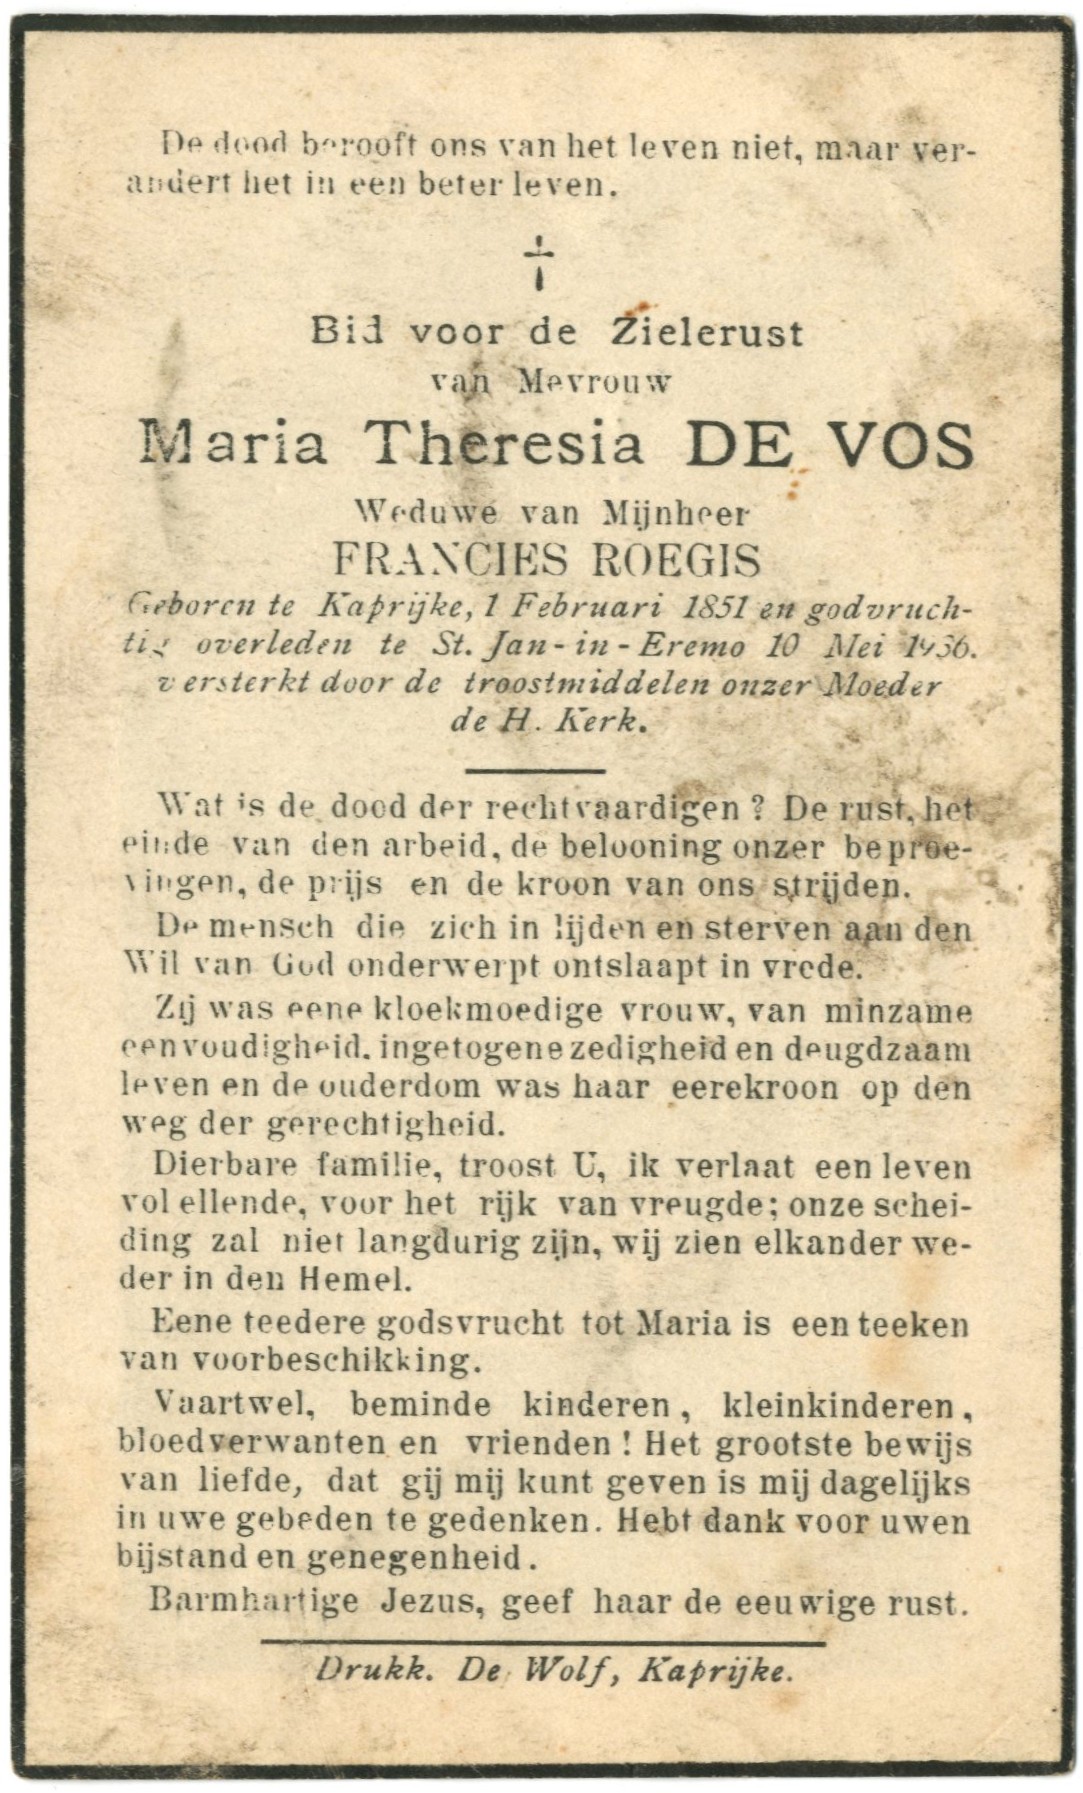 De dood berooft ons van het leven niet, maar ver-
andert het in een beter leven.
Bid voor de Zielerust
van Mevrouw
Maria Theresia DE VOS
Weduwe van Mijnheer
FRANCIES ROEGIS
Geboren te Kaprijke, 1 Februari 1851 en godvruch-
tig overleden te St. Jan-in-Eremo 10 Mei 1936.
versterkt door de troostmiddelen onzer Moeder
de H. Kerk.
Wat is de dood der rechtvaardigen? De rust, het
einde van den arbeid, de belooning onzer beproe-
vingen, de prijs en de kroon van ons strijden.
De mensch die zich in lijden en sterven aan den
Wil van God onderwerpt ontslaapt in vrede.
Zij was eene kloekmoedige vrouw, van minzame
eenvoudigheid. ingetogene zedigheid en deugdzaam
leven en de ouderdom was haar eerekroon op den
weg der gerechtigheid.
Dierbare familie, troost U, ik verlaat een leven
vol ellende, voor het rijk van vreugde; onze schei-
ding zal niet langdurig zijn, wij zien elkander we-
der in den Hemel.
Eene teedere godsvrucht tot Maria is een teeken
van voorbeschikking.
Vaartwel, beminde kinderen, kleinkinderen,
bloedverwanten en vrienden! Het grootste bewijs
van liefde, dat gij mij kunt geven is mij dagelijks
in uwe gebeden te gedenken. Hebt dank voor uwen
bijstand en genegenheid.
Barmhartige Jezus, geef haar de eeuwige rust.
Drukk. De Wolf, Kaprijke.